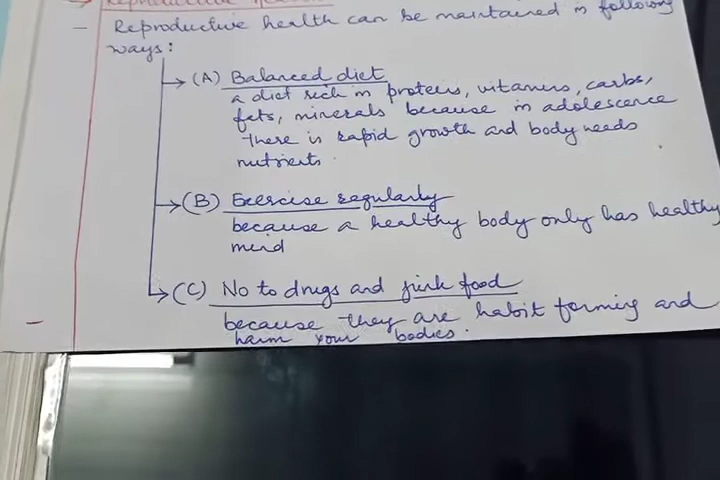 Reproductive health can be maintained in following
ways:
(A) Balanced diet
a diet rich in proteins, vitamins, carbs,
fats, minerals because in adolescence
there is rapid growth and body needs
nutrients.
(B) Exercise regularly
because a healthy body only has healthy
mind
(C) No to drugs and junk food
because they are habit forming and
harm your bodies.